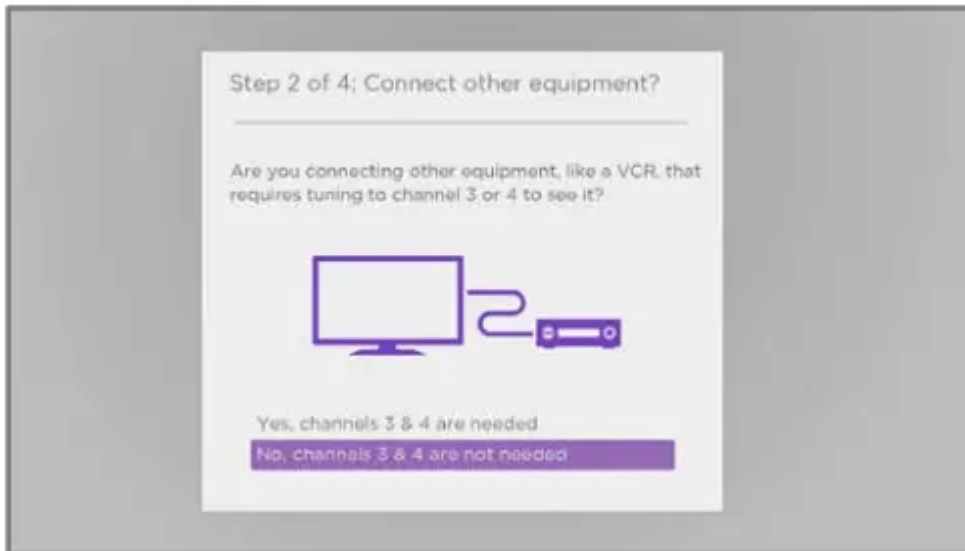 Step 2 of 4: Connect other equipment?
Are you connecting other equipment, like a VCR, that
requires tuning to channel 3 or 4 to see it?
Yes, channels 3 & 4 are needed
No, channels 3 & 4 are not needed